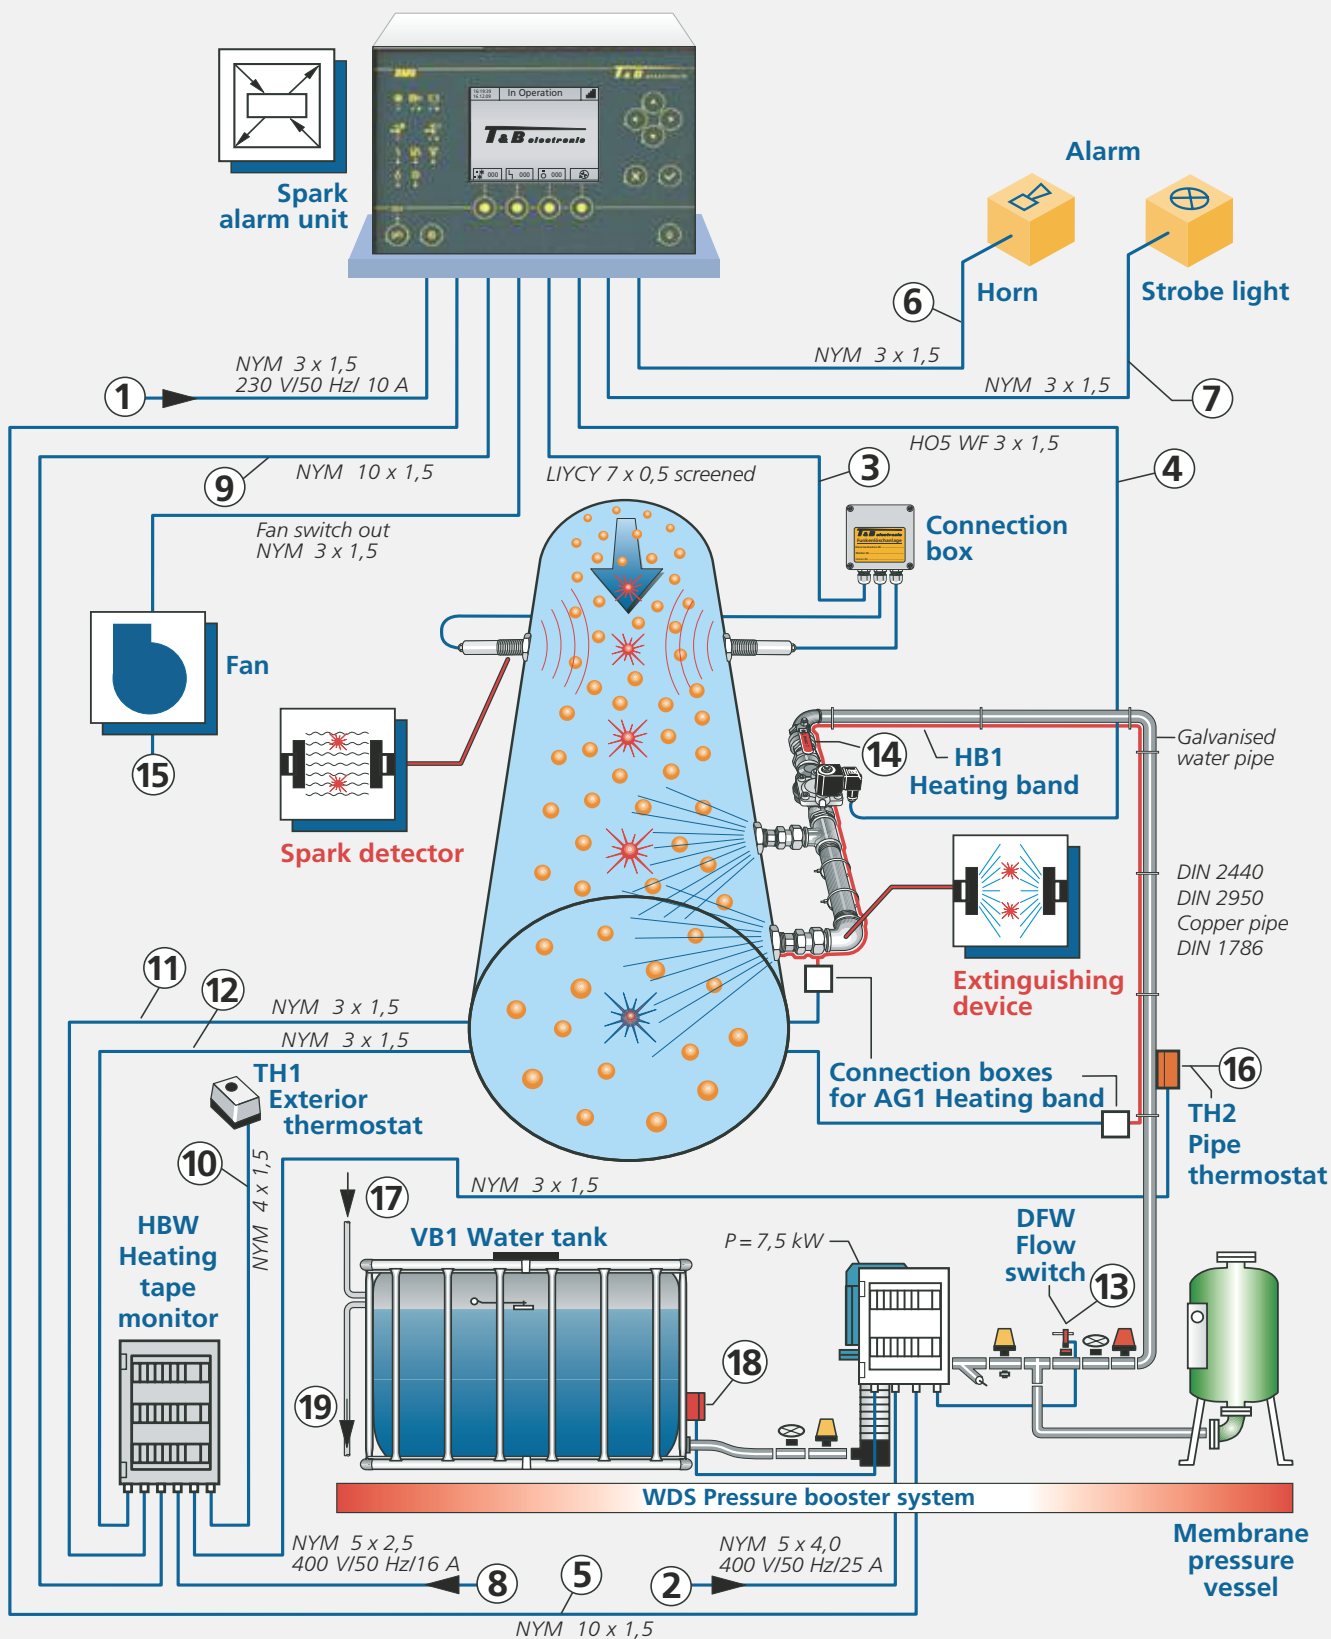 In Operation
T&B electronic
000
000
000
T&B
Spark
alarm unit
Alarm
Horn
Strobe light
6
7
NYM 3 x 1,5
230 V/50 Hz/ 10 A
1
NYM 3 x 1,5
NYM 3 x 1,5
HO5 WF 3 x 1,5
9
NYM 10 x 1,5
LIYCY 7 x 0,5 screened
3
4
Fan switch out
NYM 3 x 1,5
T&B electronic
Funkenlöschanlage
Connection
box
Fan
15
14
HB1
Heating band
Galvanised
water pipe
Spark detector
DIN 2440
DIN 2950
Copper pipe
DIN 1786
Extinguishing
device
11
12
NYM 3 x 1,5
NYM 3 x 1,5
TH1
Exterior
thermostat
Connection boxes
for AG1 Heating band
16
TH2
Pipe
thermostat
10
NYM 4 x 1,5
NYM 3 x 1,5
17
HBW
Heating
tape
monitor
VB1 Water tank
P = 7,5 kW
DFW
Flow
switch
13
18
19
WDS Pressure booster system
Membrane
pressure
vessel
NYM 5 x 2,5
400 V/50 Hz/16 A
8
NYM 5 x 4,0
400 V/50 Hz/25 A
2
5
NYM 10 x 1,5